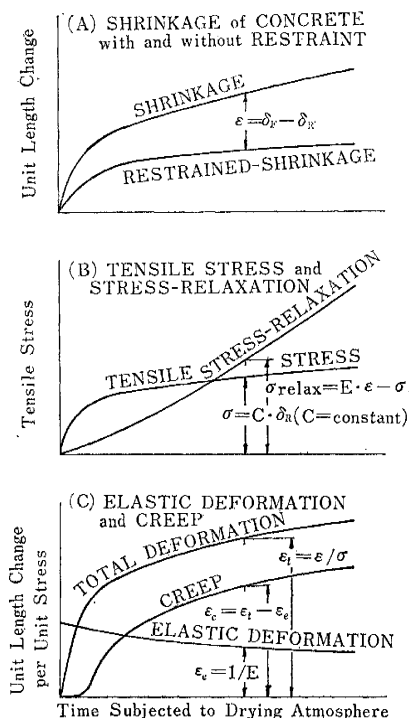 (A) SHRINKAGE of CONCRETE
with and without RESTRAINT
Unit Length Change
SHRINKAGE
ε=δF−δR
RESTRAINED-SHRINKAGE
(B) TENSILE STRESS and
STRESS-RELAXATION
Tensile Stress
STRESS-RELAXATION
TENSILE STRESS
σrelax=E·ε−σ
σ=C·δR(C=constant)
(C) ELASTIC DEFORMATION
and CREEP
Unit Length Change
per Unit Stress
TOTAL DEFORMATION
εt=ε/σ
CREEP
εc=εt−εe
ELASTIC DEFORMATION
εe=1/E
Time Subjected to Drying Atmosphere